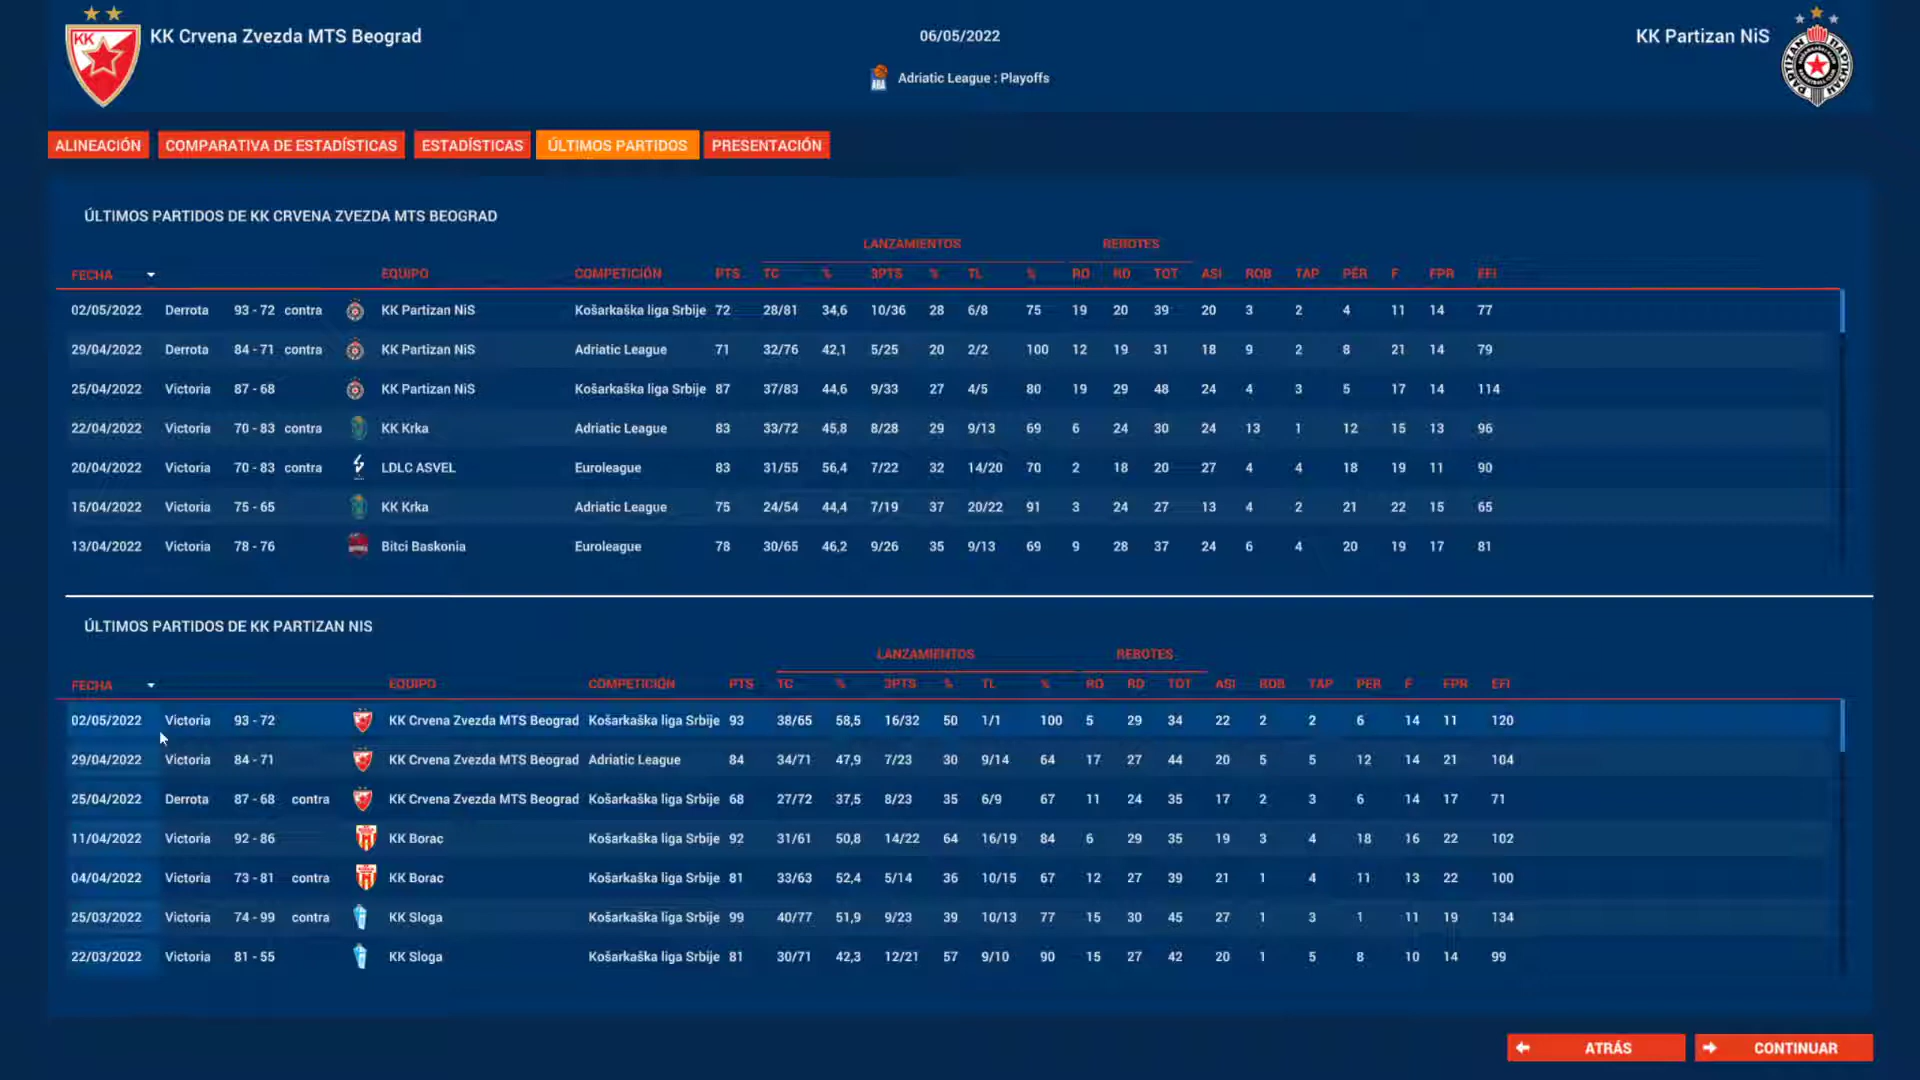 KK Crvena Zvezda MTS Beograd
06/05/2022
KK Partizan NiS
Adriatic League : Playoffs
ALINEACIÓN COMPARATIVA DE ESTADÍSTICAS ESTADÍSTICAS ÚLTIMOS PARTIDOS PRESENTACIÓN
ÚLTIMOS PARTIDOS DE KK CRVENA ZVEZDA MTS BEOGRAD
LANZAMIENTOS REBOTES
FECHA EQUIPO COMPETICIÓN PTS TC % 3PTS % TL % RO RD TOT ASI ROB TAP PÉR F FPR EFI
02/05/2022 Derrota 93 - 72 contra KK Partizan NiS Košarkaška liga Srbije 72 28/81 34,6 10/36 28 6/8 75 19 20 39 20 3 2 4 11 14 77
29/04/2022 Derrota 84 - 71 contra KK Partizan NiS Adriatic League 71 32/76 42,1 5/25 20 2/2 100 12 19 31 18 9 2 8 21 14 79
25/04/2022 Victoria 87 - 68 KK Partizan NiS Košarkaška liga Srbije 87 37/83 44,6 9/33 27 4/5 80 19 29 48 24 4 3 5 17 14 114
22/04/2022 Victoria 70 - 83 contra KK Krka Adriatic League 83 33/72 45,8 8/28 29 9/13 69 6 24 30 24 13 1 12 15 13 96
20/04/2022 Victoria 70 - 83 contra LDLC ASVEL Euroleague 83 31/55 56,4 7/22 32 14/20 70 2 18 20 27 4 4 18 19 11 90
15/04/2022 Victoria 75 - 65 KK Krka Adriatic League 75 24/54 44,4 7/19 37 20/22 91 3 24 27 13 4 2 21 22 15 65
13/04/2022 Victoria 78 - 76 Bitci Baskonia Euroleague 78 30/65 46,2 9/26 35 9/13 69 9 28 37 24 6 4 20 19 17 81
ÚLTIMOS PARTIDOS DE KK PARTIZAN NIS
LANZAMIENTOS REBOTES
FECHA EQUIPO COMPETICIÓN PTS TC % 3PTS % TL % RO RD TOT ASI ROB TAP PÉR F FPR EFI
02/05/2022 Victoria 93 - 72 KK Crvena Zvezda MTS Beograd Košarkaška liga Srbije 93 38/65 58,5 16/32 50 1/1 100 5 29 34 22 2 2 6 14 11 120
29/04/2022 Victoria 84 - 71 KK Crvena Zvezda MTS Beograd Adriatic League 84 34/71 47,9 7/23 30 9/14 64 17 27 44 20 5 5 12 14 21 104
25/04/2022 Derrota 87 - 68 contra KK Crvena Zvezda MTS Beograd Košarkaška liga Srbije 68 27/72 37,5 8/23 35 6/9 67 11 24 35 17 2 3 6 14 17 71
11/04/2022 Victoria 92 - 86 KK Borac Košarkaška liga Srbije 92 31/61 50,8 14/22 64 16/19 84 6 29 35 19 3 4 18 16 22 102
04/04/2022 Victoria 73 - 81 contra KK Borac Košarkaška liga Srbije 81 33/63 52,4 5/14 36 10/15 67 12 27 39 21 1 4 11 13 22 100
25/03/2022 Victoria 74 - 99 contra KK Sloga Košarkaška liga Srbije 99 40/77 51,9 9/23 39 10/13 77 15 30 45 27 1 3 1 11 19 134
22/03/2022 Victoria 81 - 55 KK Sloga Košarkaška liga Srbije 81 30/71 42,3 12/21 57 9/10 90 15 27 42 20 1 5 8 10 14 99
ATRÁS CONTINUAR